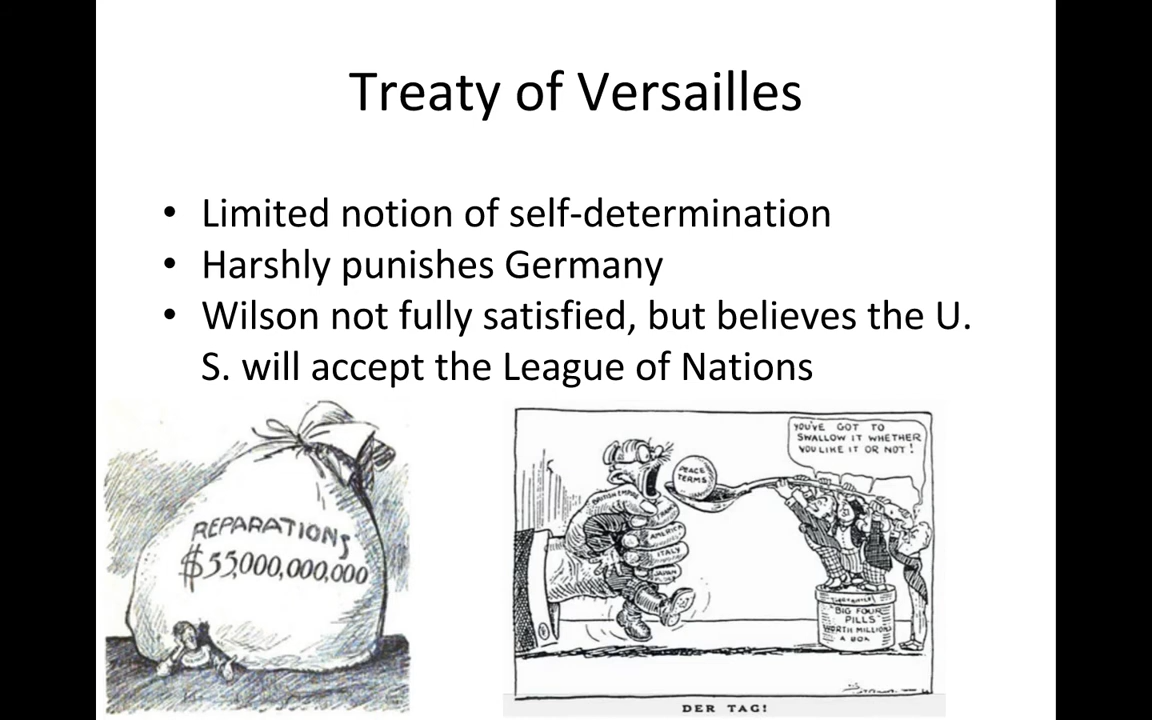 Treaty of Versailles
• Limited notion of self-determination
• Harshly punishes Germany
• Wilson not fully satisfied, but believes the U.
S. will accept the League of Nations
REPARATIONS
$55,000,000,000
YOU'VE GOT TO
SWALLOW IT WHETHER
YOU LIKE IT OR NOT!
PEACE
TERMS
BRITISH EMPIRE
AMERICA
ITALY
JAPAN
"BIG FOUR
PILLS"
WORTH MILLIONS
A BOX
DER TAG!